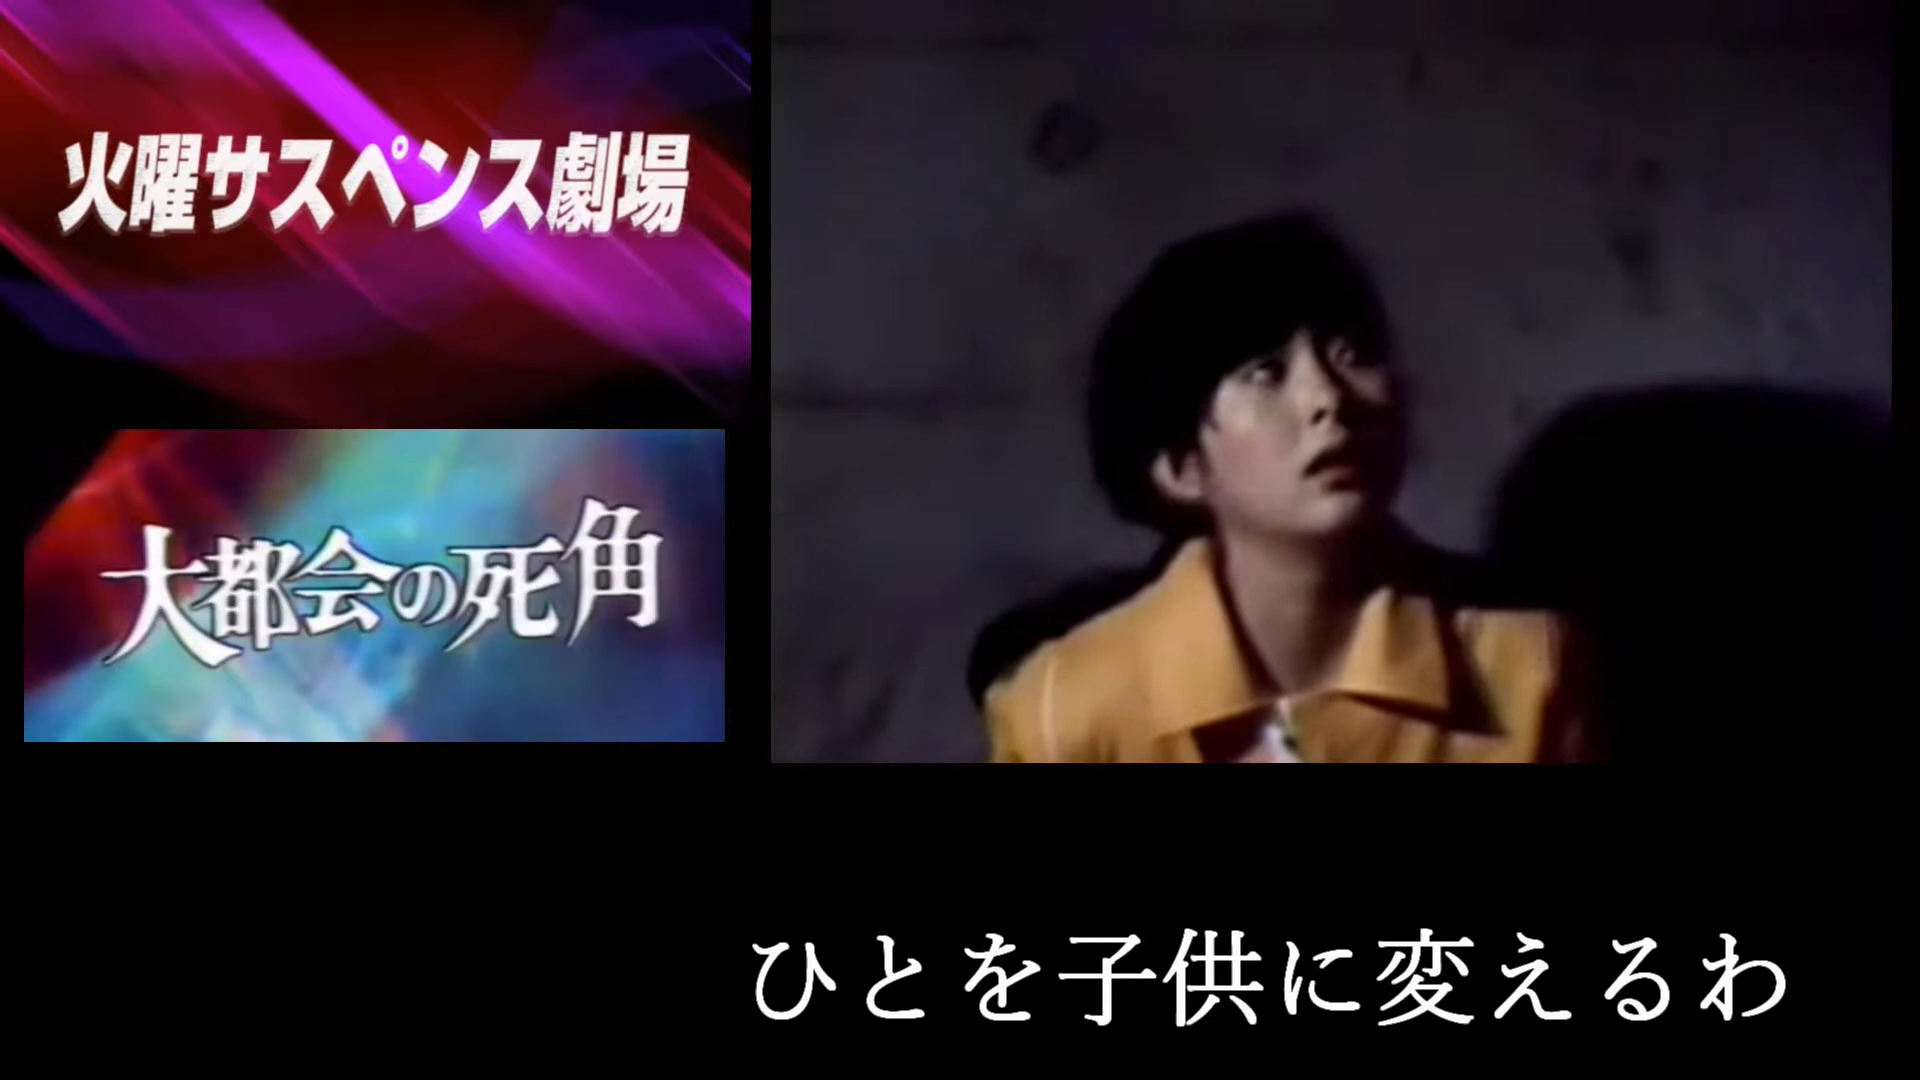 火曜サスペンス劇場
大都会の死角
ひとを子供に変えるわ